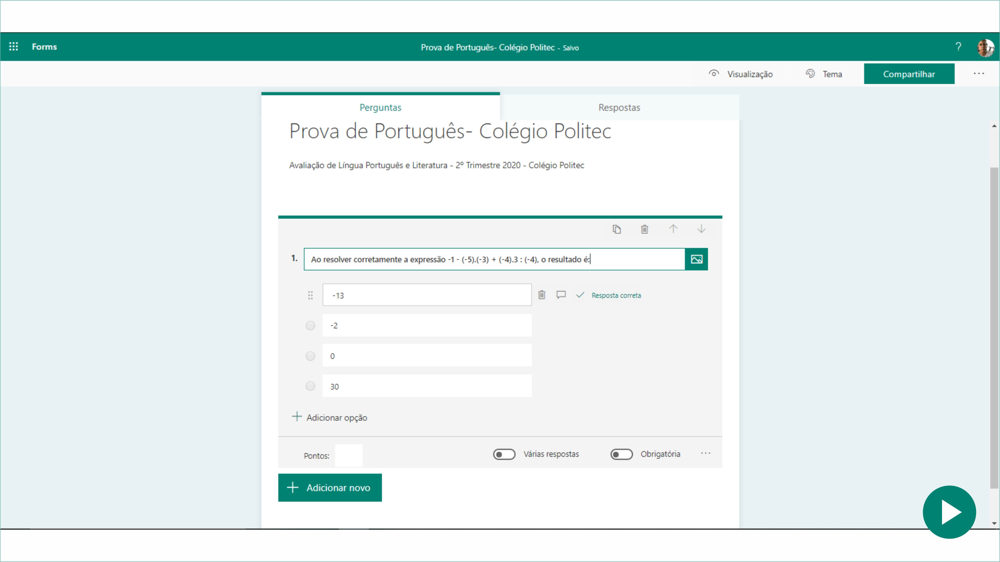 Forms
Prova de Português- Colégio Politec - Salvo
?
Visualização
Tema
Compartilhar
...
Perguntas
Respostas
Prova de Português- Colégio Politec
Avaliação de Língua Português e Literatura - 2º Trimestre 2020 - Colégio Politec
1. Ao resolver corretamente a expressão -1 - (-5).(-3) + (-4).3 : (-4), o resultado é:
-13
Resposta correta
-2
0
30
Adicionar opção
Pontos:
Várias respostas
Obrigatória
...
Adicionar novo